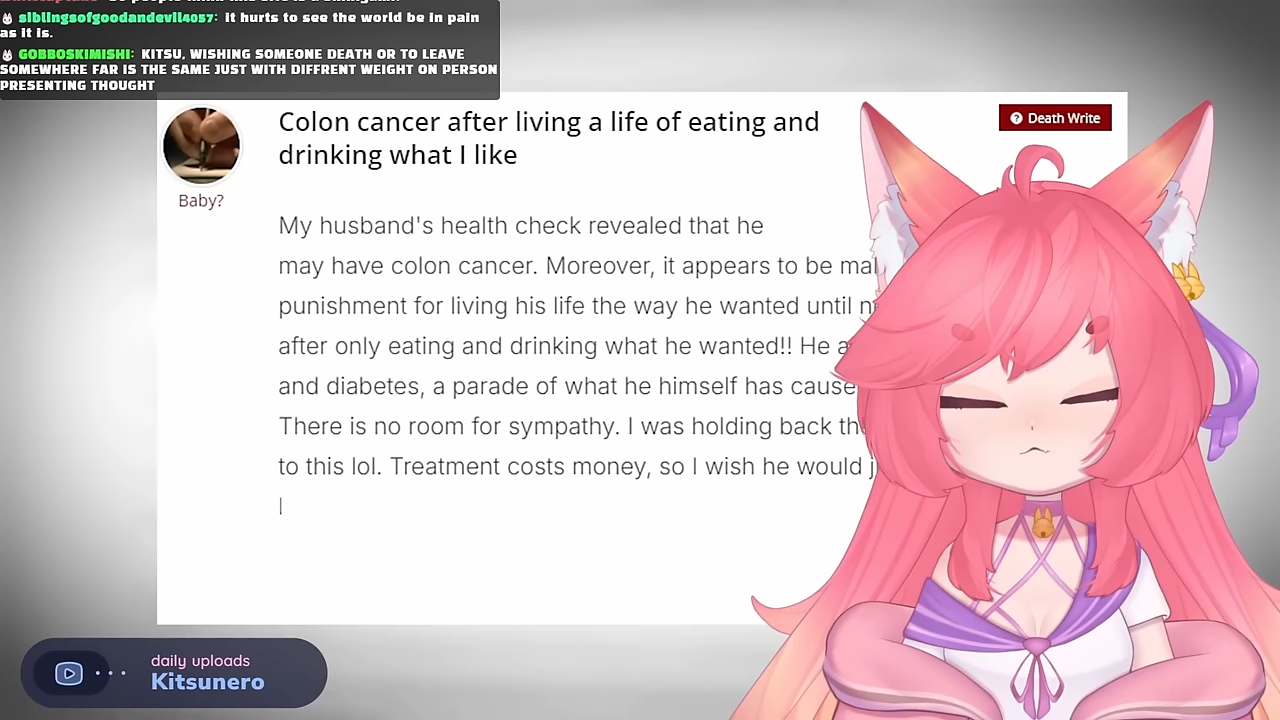 siblingsofgoodandevil4057: it hurts to see the world be in pain
as it is.
GOBBOSKIMISHI: KITSU, WISHING SOMEONE DEATH OR TO LEAVE
SOMEWHERE FAR IS THE SAME JUST WITH DIFFRENT WEIGHT ON PERSON
PRESENTING THOUGHT
Colon cancer after living a life of eating and
drinking what I like
Death Write
Baby?
My husband's health check revealed that he
may have colon cancer. Moreover, it appears to be
punishment for living his life the way he wanted until
after only eating and drinking what he wanted!! He
and diabetes, a parade of what he himself has
There is no room for sympathy. I was holding back
to this lol. Treatment costs money, so I wish he would
daily uploads
Kitsunero